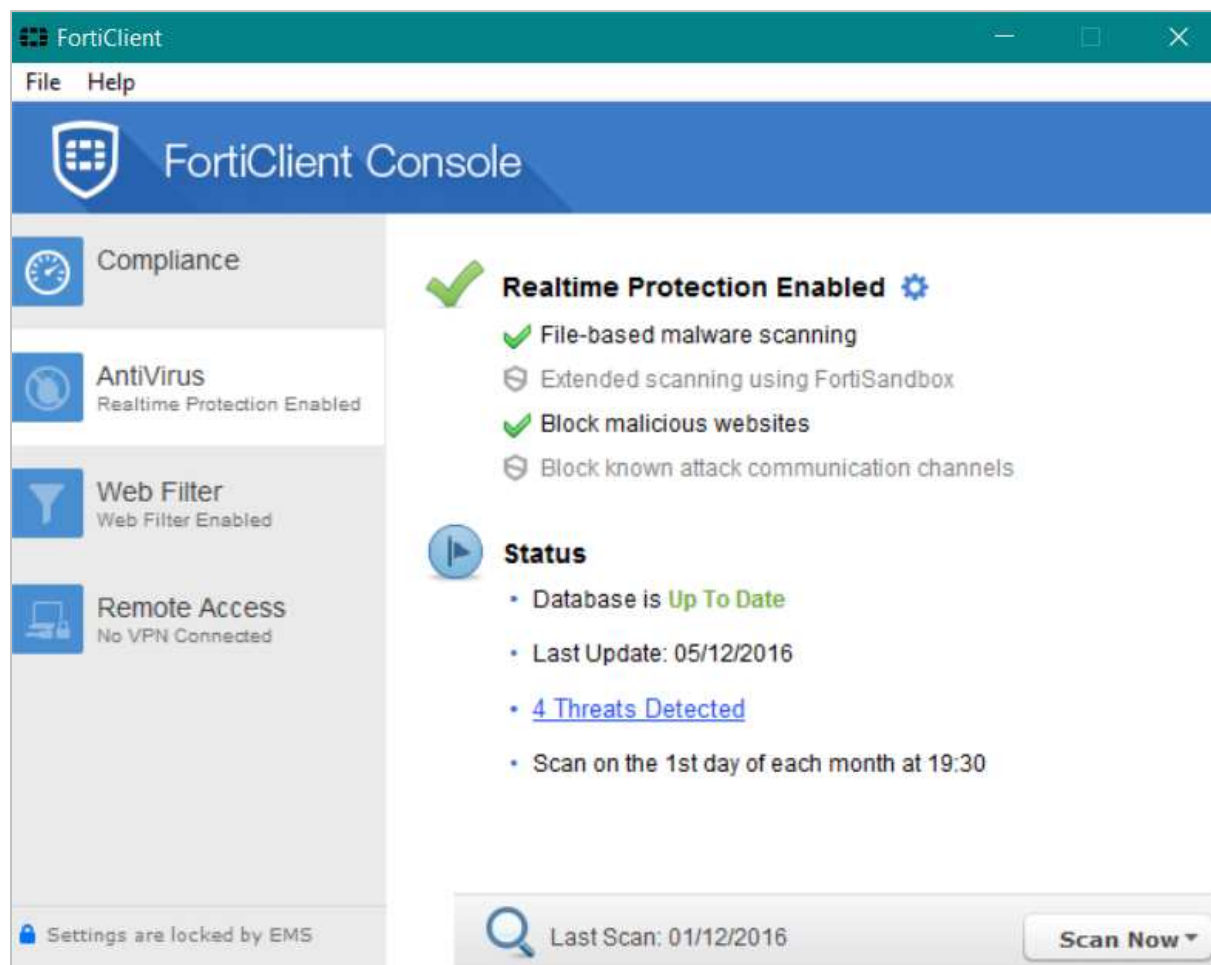 FortiClient
File Help
FortiClient Console
Compliance
AntiVirus
Realtime Protection Enabled
Web Filter
Web Filter Enabled
Remote Access
No VPN Connected
Settings are locked by EMS
Realtime Protection Enabled
File-based malware scanning
Extended scanning using FortiSandbox
Block malicious websites
Block known attack communication channels
Status
Database is Up To Date
Last Update: 05/12/2016
4 Threats Detected
Scan on the 1st day of each month at 19:30
Last Scan: 01/12/2016
Scan Now